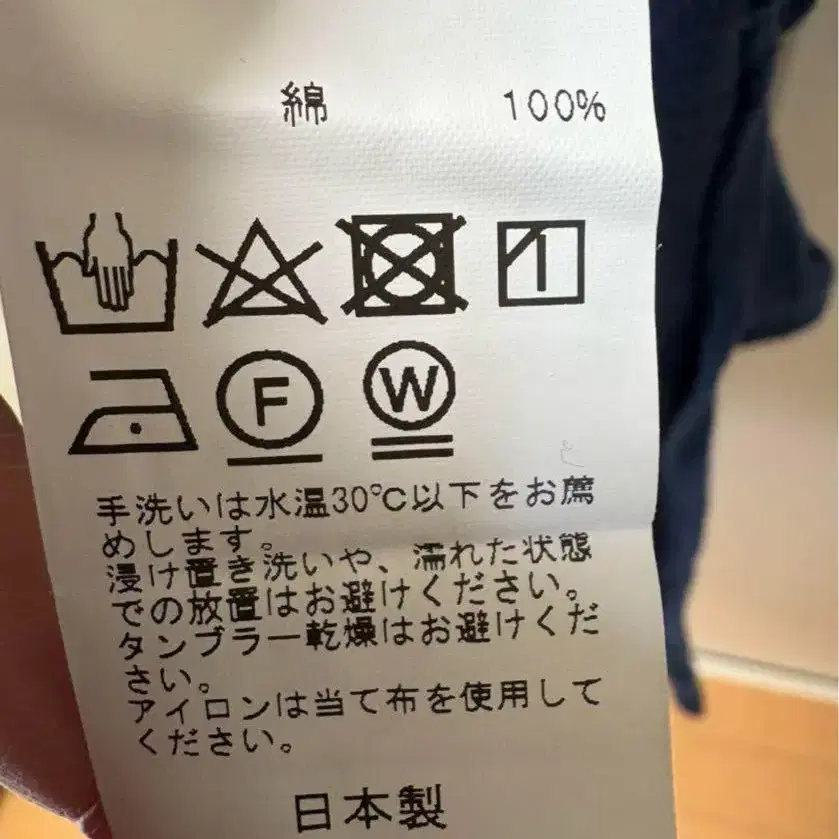 綿 100%
F W
手洗いは水温30℃以下をお薦
めします。
浸け置き洗いや、濡れた状態
での放置はお避けください。
タンブラー乾燥はお避けくだ
さい。
アイロンは当て布を使用して
ください。
日本製